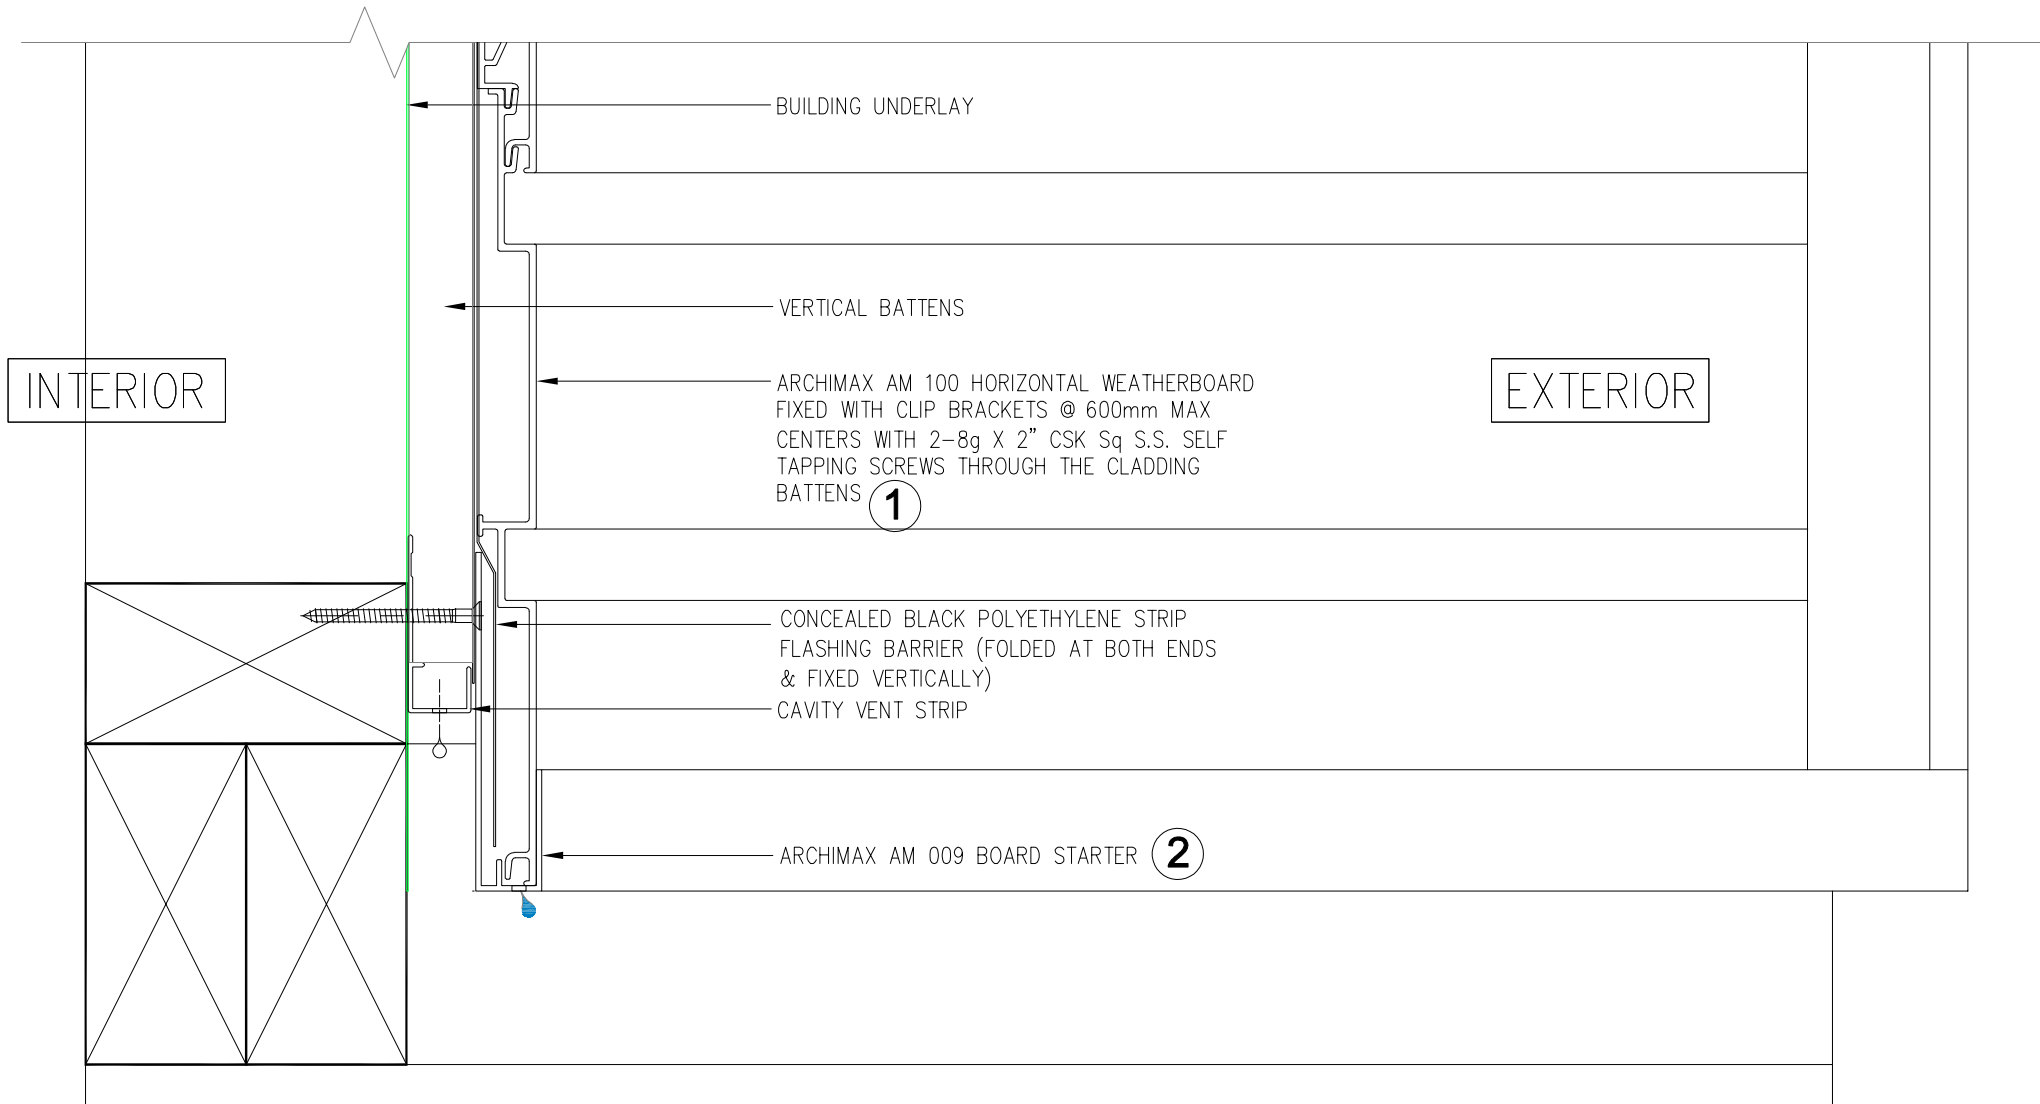 BUILDING UNDERLAY
VERTICAL BATTENS
INTERIOR
EXTERIOR
ARCHIMAX AM 100 HORIZONTAL WEATHERBOARD
FIXED WITH CLIP BRACKETS @ 600mm MAX
CENTERS WITH 2-8g X 2" CSK Sq S.S. SELF
TAPPING SCREWS THROUGH THE CLADDING
BATTENS 1
CONCEALED BLACK POLYETHYLENE STRIP
FLASHING BARRIER (FOLDED AT BOTH ENDS
& FIXED VERTICALLY)
CAVITY VENT STRIP
ARCHIMAX AM 009 BOARD STARTER 2